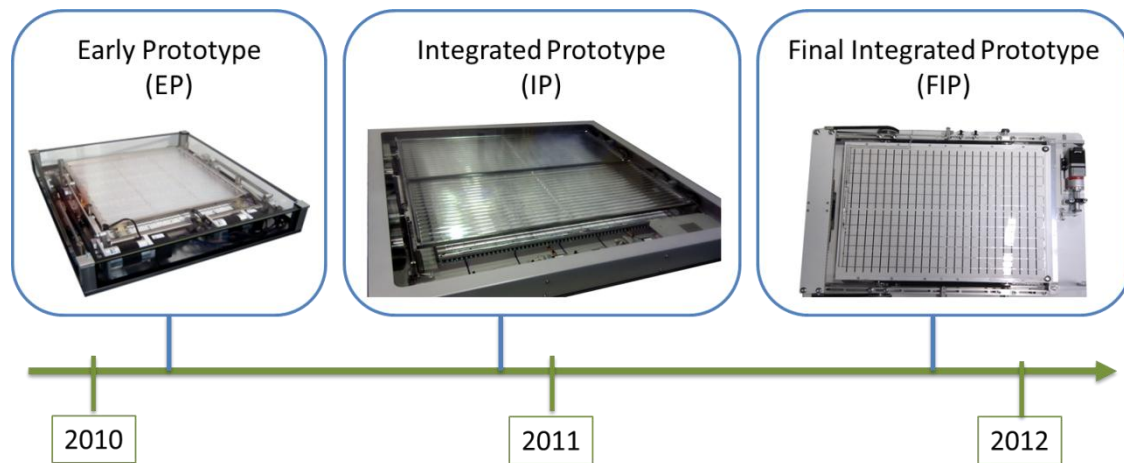 Early Prototype
(EP)
Integrated Prototype
(IP)
Final Integrated Prototype
(FIP)
2010
2011
2012